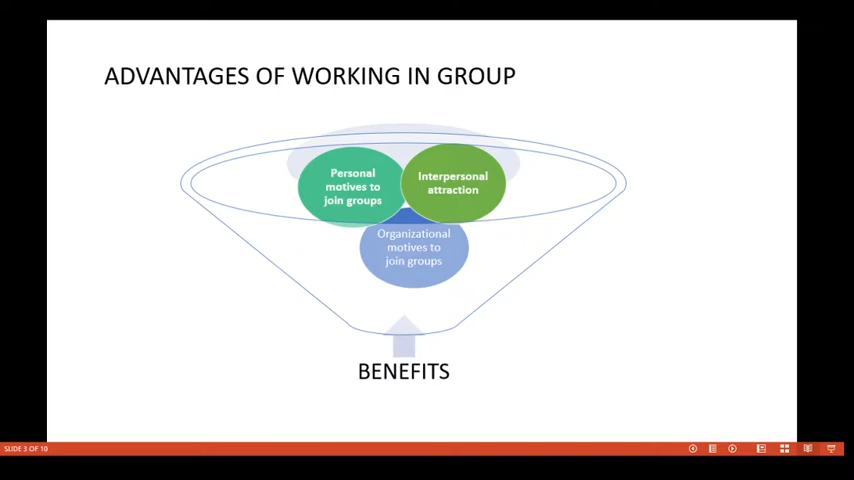 ADVANTAGES OF WORKING IN GROUP
Personal
motives to
join groups
Interpersonal
attraction
Organizational
motives to
join groups
BENEFITS
SLIDE 3 OF 10